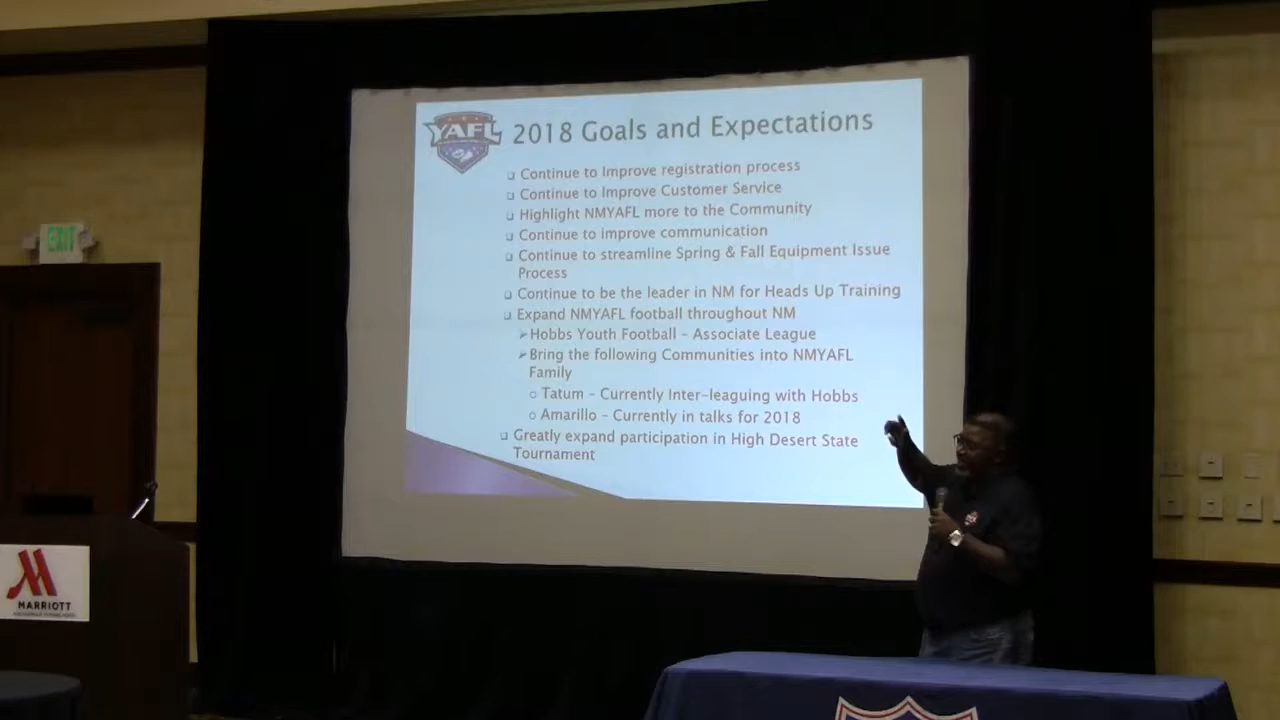 YAFL
2018 Goals and Expectations
Continue to Improve registration process
Continue to Improve Customer Service
Highlight NMYAFL more to the Community
Continue to improve communication
Continue to streamline Spring & Fall Equipment Issue
Process
Continue to be the leader in NM for Heads Up Training
Expand NMYAFL football throughout NM
Hobbs Youth Football – Associate League
Bring the following Communities into NMYAFL
Family
Tatum – Currently Inter-leaguing with Hobbs
Amarillo – Currently in talks for 2018
Greatly expand participation in High Desert State
Tournament
EXIT
MARRIOTT